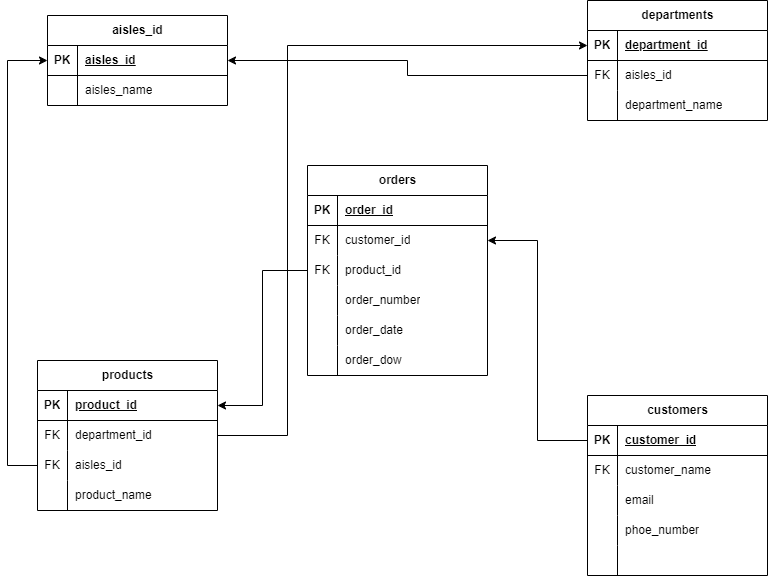 aisles_id
PK aisles_id
aisles_name
departments
PK department_id
FK aisles_id
department_name
orders
PK order_id
FK customer_id
FK product_id
order_number
order_date
order_dow
products
PK product_id
FK department_id
FK aisles_id
product_name
customers
PK customer_id
FK customer_name
email
phoe_number